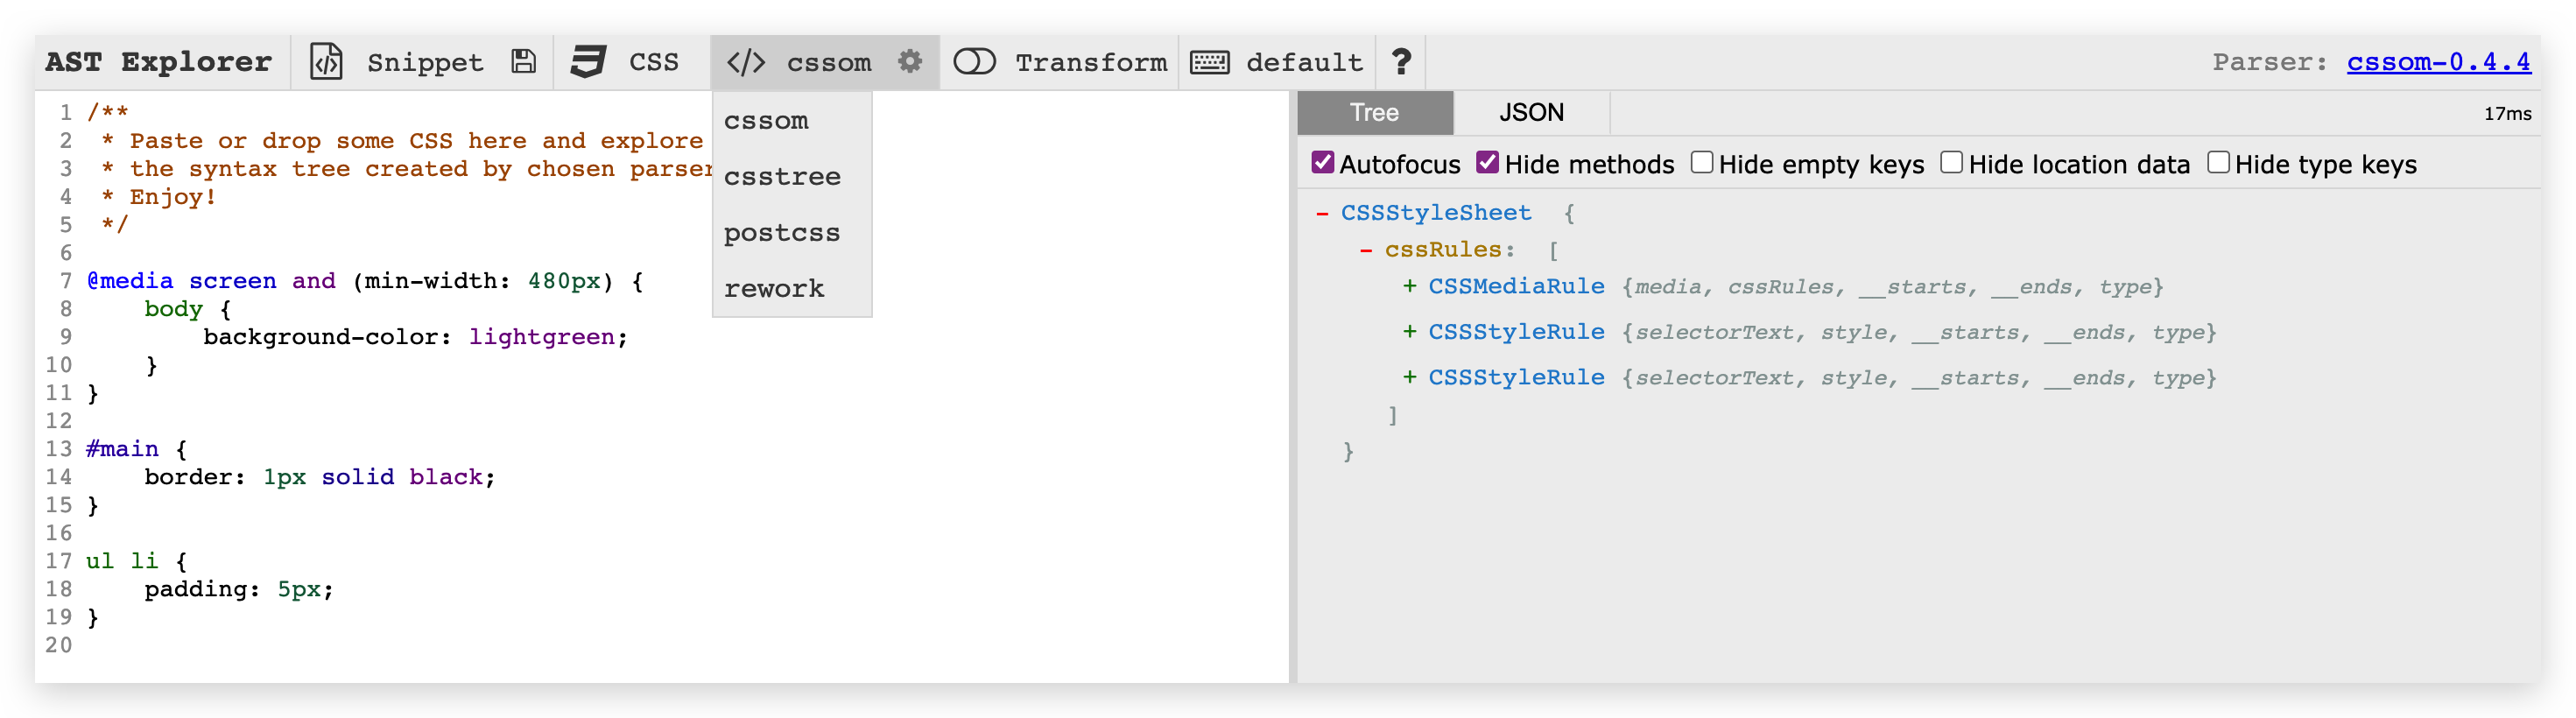 AST Explorer Snippet CSS </> cssom Transform default ? Parser: cssom-0.4.4
cssom
csstree
postcss
rework
1 /**
2  * Paste or drop some CSS here and explore
3  * the syntax tree created by chosen parser
4  * Enjoy!
5  */
6
7 @media screen and (min-width: 480px) {
8     body {
9         background-color: lightgreen;
10     }
11 }
12
13 #main {
14     border: 1px solid black;
15 }
16
17 ul li {
18     padding: 5px;
19 }
20
Tree JSON 17ms
Autofocus Hide methods Hide empty keys Hide location data Hide type keys
- CSSStyleSheet {
- cssRules: [
+ CSSMediaRule {media, cssRules, __starts, __ends, type}
+ CSSStyleRule {selectorText, style, __starts, __ends, type}
+ CSSStyleRule {selectorText, style, __starts, __ends, type}
]
}